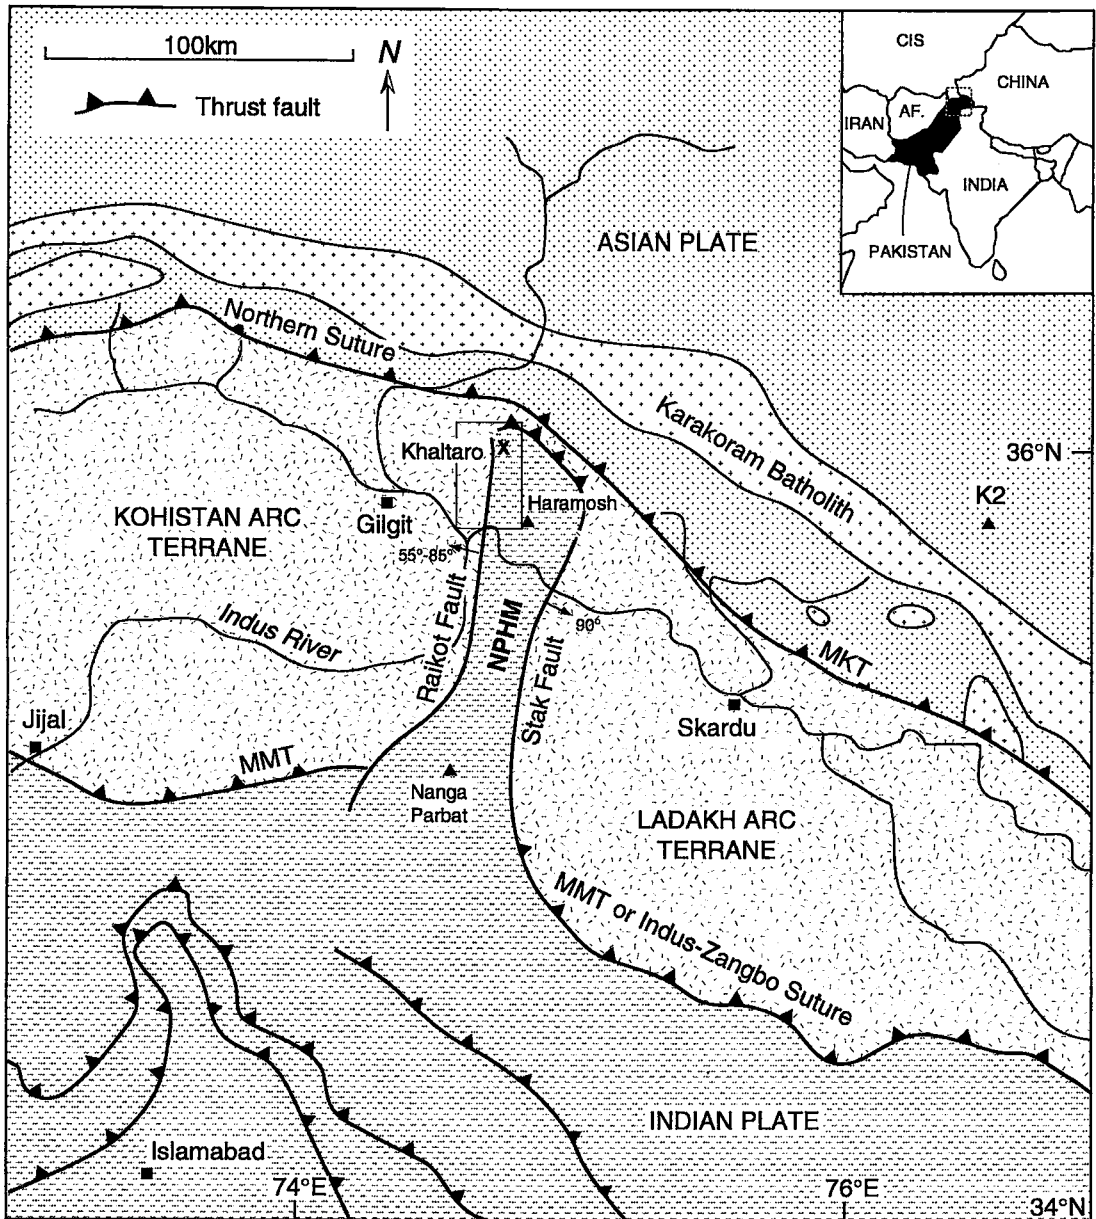 100km
N
Thrust fault
CIS
CHINA
AF.
IRAN
INDIA
PAKISTAN
ASIAN PLATE
Northern Suture
Karakoram Batholith
36°N
K2
Khaltaro
X
Haramosh
Gilgit
KOHISTAN ARC
TERRANE
55°-85°
Indus River
Raikot Fault
NPHM
90°
Stak Fault
MKT
Skardu
Jijal
MMT
Nanga
Parbat
LADAKH ARC
TERRANE
MMT or Indus-Zangbo Suture
INDIAN PLATE
Islamabad
74°E
76°E
34°N